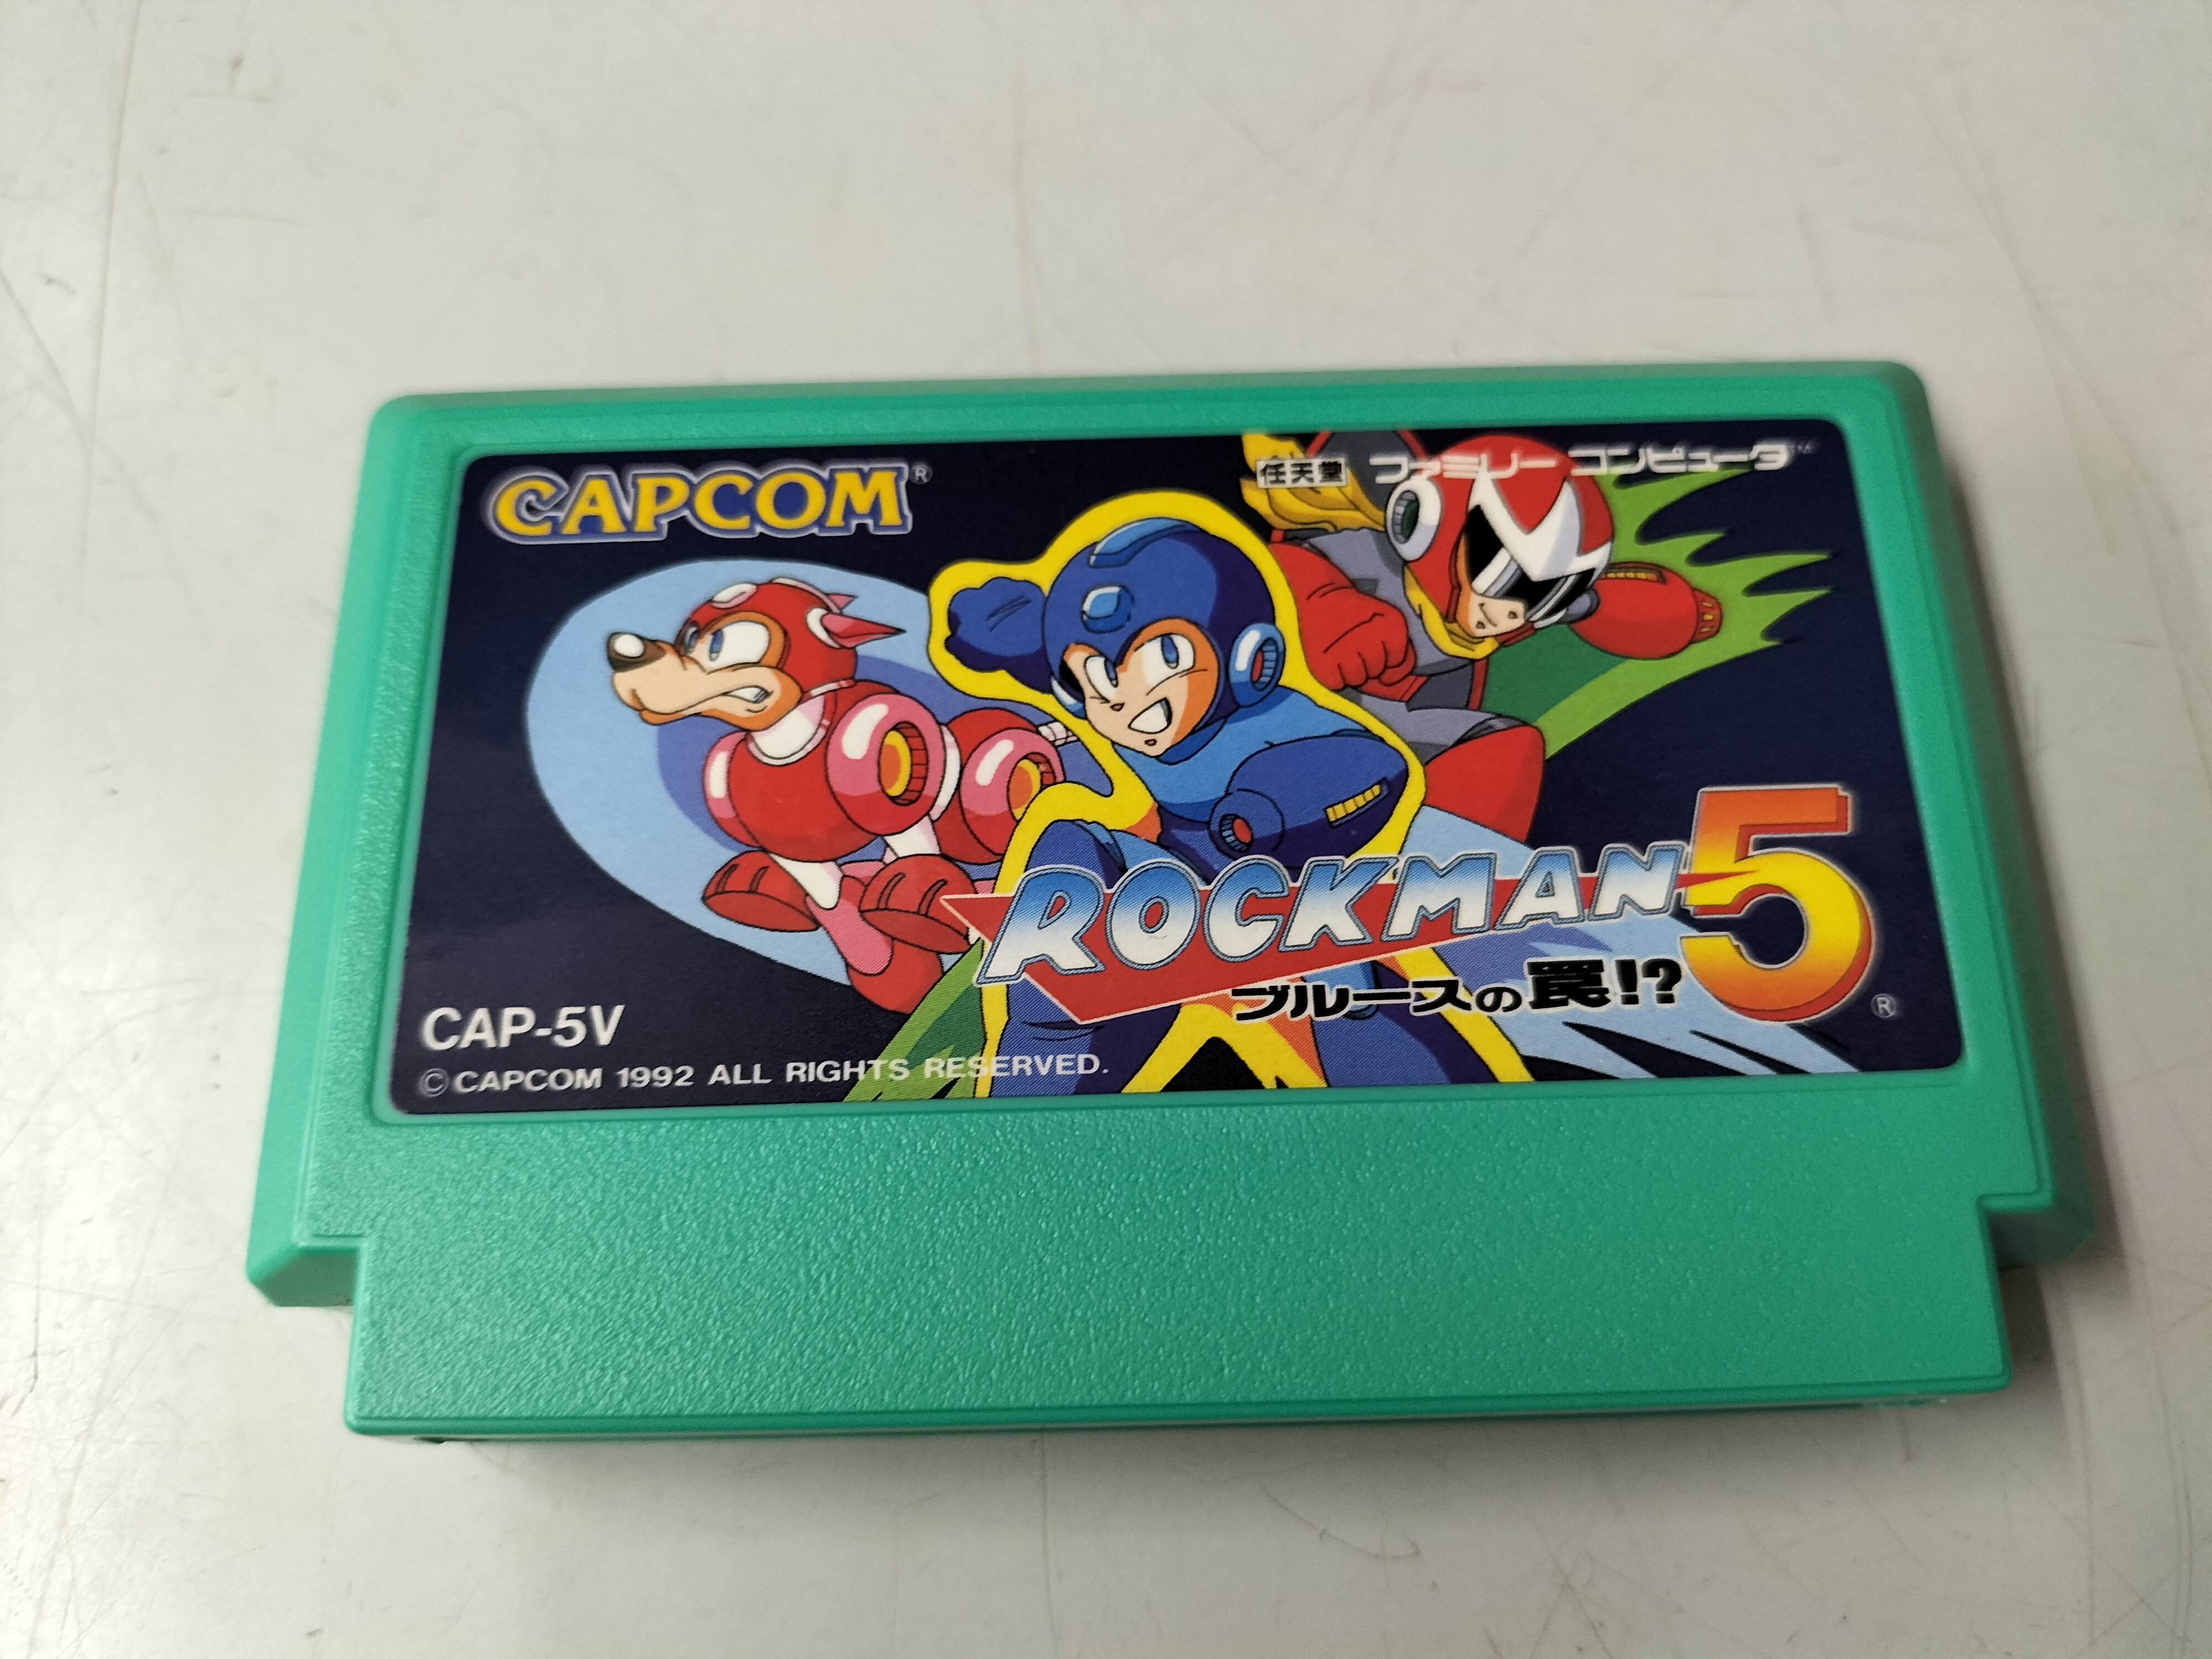 CAPCOM®
任天堂 ファミリー コンピュータ™
ROCKMAN 5
ブルースの罠!?
®
CAP-5V
©CAPCOM 1992 ALL RIGHTS RESERVED.